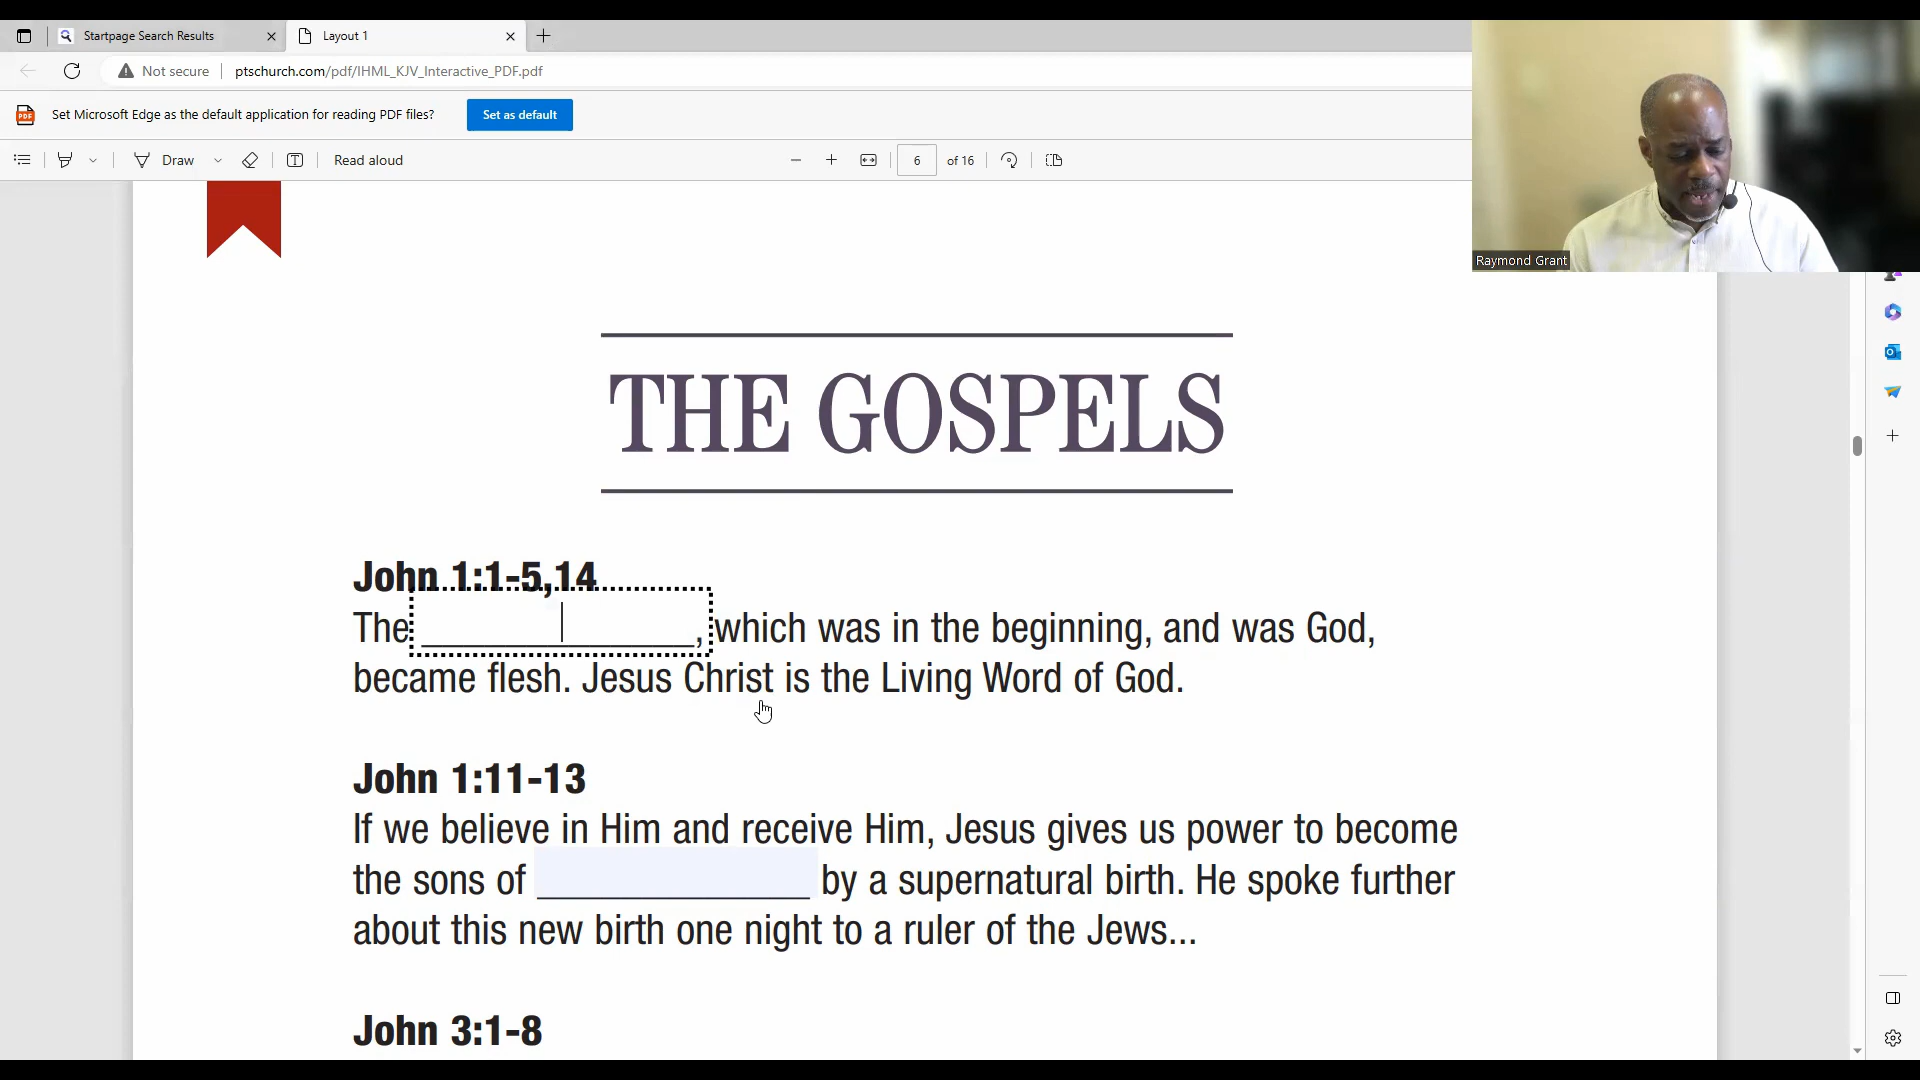 Startpage Search Results
Layout 1
Not secure
ptschurch.com/pdf/IHML_KJV_Interactive_PDF.pdf
Set Microsoft Edge as the default application for reading PDF files?
Set as default
Draw
Read aloud
6
of 16
Raymond Grant
THE GOSPELS
John 1:1-5,14
The ____________, which was in the beginning, and was God,
became flesh. Jesus Christ is the Living Word of God.
John 1:11-13
If we believe in Him and receive Him, Jesus gives us power to become
the sons of ____________ by a supernatural birth. He spoke further
about this new birth one night to a ruler of the Jews...
John 3:1-8